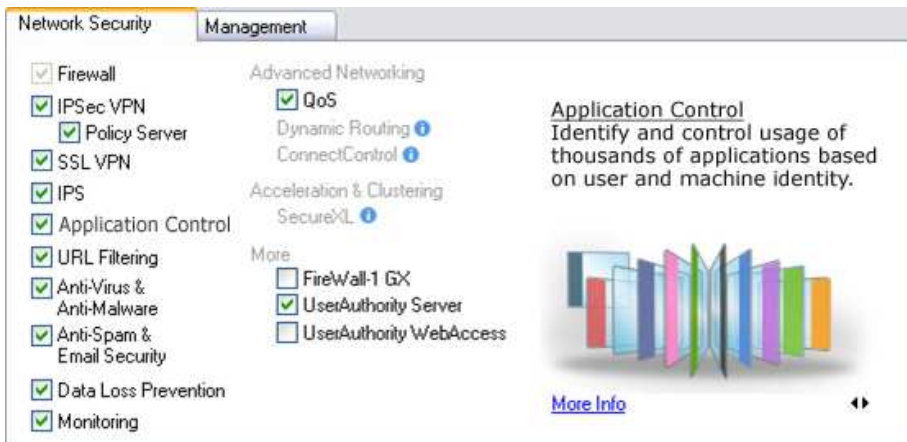 Network Security
Management
Firewall
IPSec VPN
Policy Server
SSL VPN
IPS
Application Control
URL Filtering
Anti-Virus &
Anti-Malware
Anti-Spam &
Email Security
Data Loss Prevention
Monitoring
Advanced Networking
QoS
Dynamic Routing
ConnectControl
Acceleration & Clustering
SecureXL
More
FireWall-1 GX
UserAuthority Server
UserAuthority WebAccess
Application Control
Identify and control usage of
thousands of applications based
on user and machine identity.
More Info